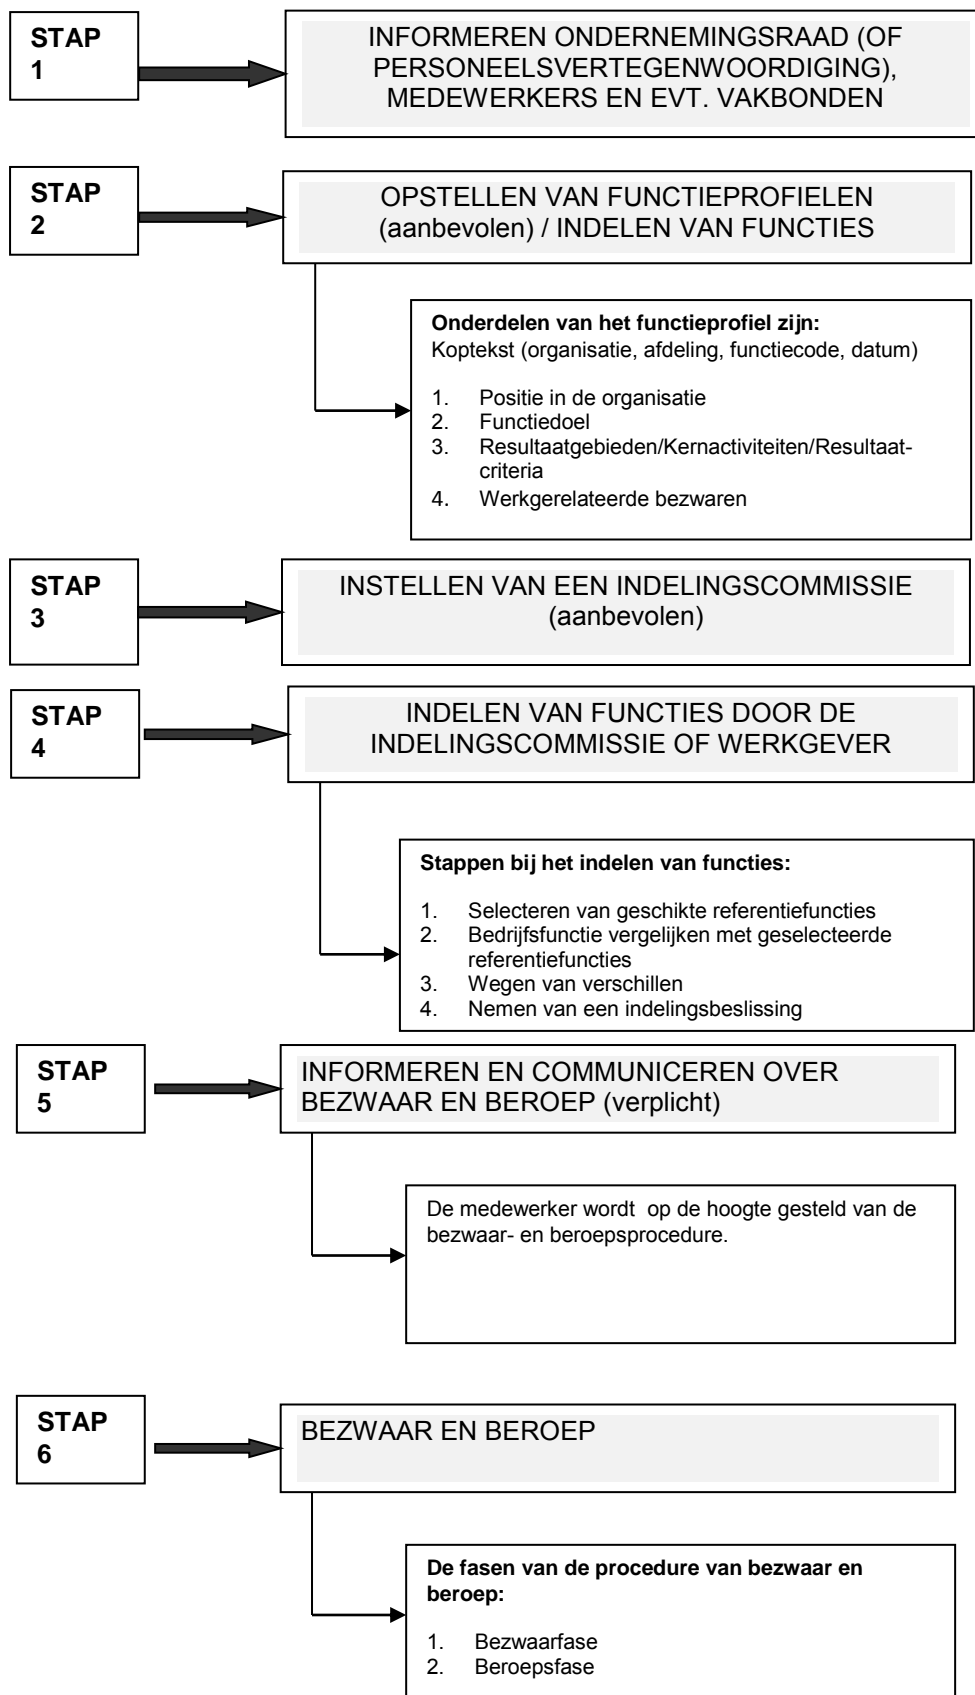 STAP
1
INFORMEREN ONDERNEMINGSRAAD (OF
PERSONEELSVERTEGENWOORDIGING),
MEDEWERKERS EN EVT. VAKBONDEN
STAP
2
OPSTELLEN VAN FUNCTIEPROFIELEN
(aanbevolen) / INDELEN VAN FUNCTIES
Onderdelen van het functieprofiel zijn:
Koptekst (organisatie, afdeling, functiecode, datum)
1. Positie in de organisatie
2. Functiedoel
3. Resultaatgebieden/Kernactiviteiten/Resultaat-
criteria
4. Werkgerelateerde bezwaren
STAP
3
INSTELLEN VAN EEN INDELINGSCOMMISSIE
(aanbevolen)
STAP
4
INDELEN VAN FUNCTIES DOOR DE
INDELINGSCOMMISSIE OF WERKGEVER
Stappen bij het indelen van functies:
1. Selecteren van geschikte referentiefuncties
2. Bedrijfsfunctie vergelijken met geselecteerde
referentiefuncties
3. Wegen van verschillen
4. Nemen van een indelingsbeslissing
STAP
5
INFORMEREN EN COMMUNICEREN OVER
BEZWAAR EN BEROEP (verplicht)
De medewerker wordt op de hoogte gesteld van de
bezwaar- en beroepsprocedure.
STAP
6
BEZWAAR EN BEROEP
De fasen van de procedure van bezwaar en
beroep:
1. Bezwaarfase
2. Beroepsfase